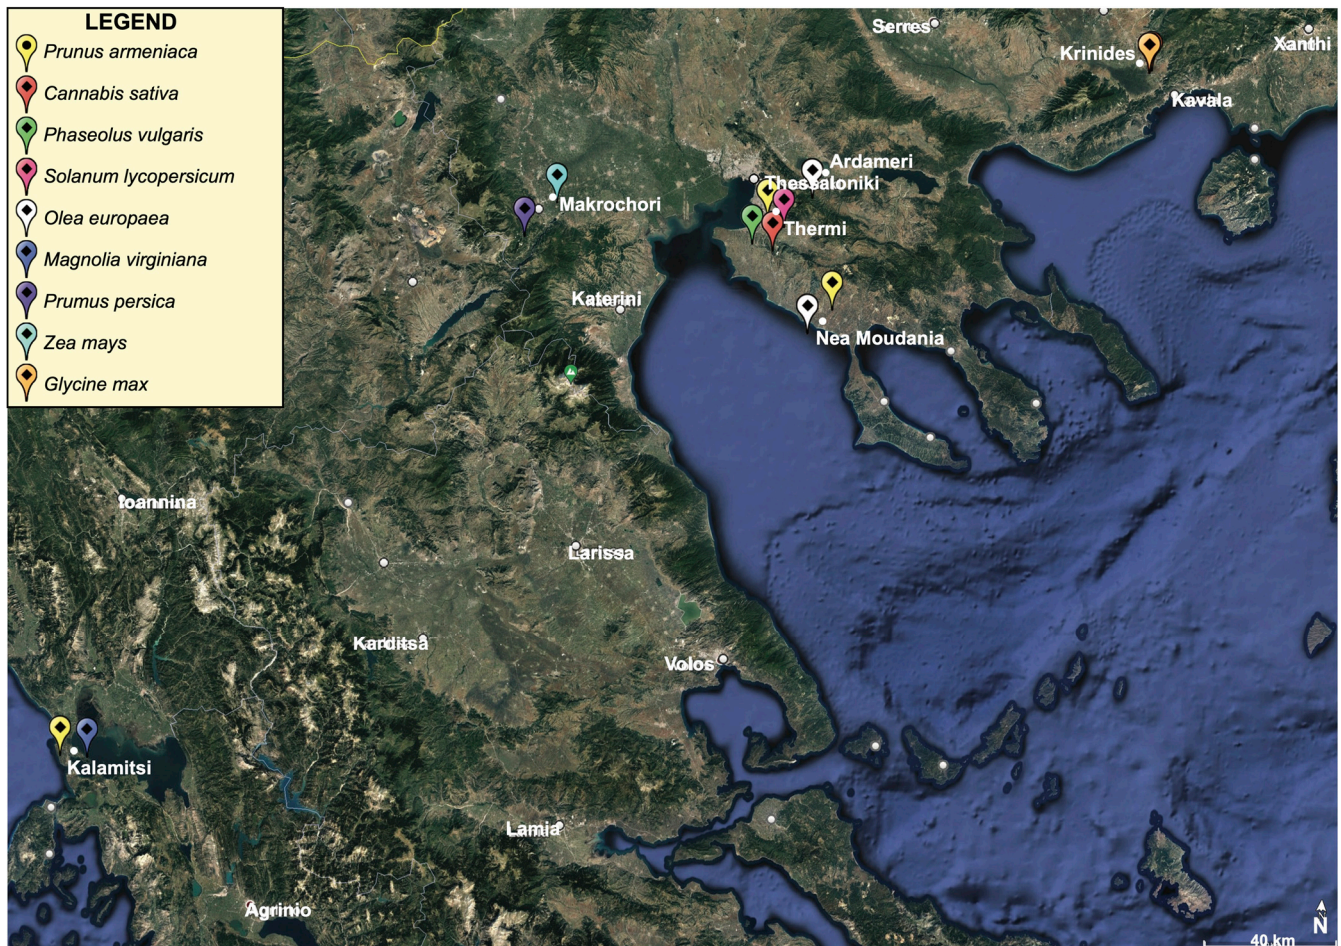 LEGEND
Prunus armeniaca
Cannabis sativa
Phaseolus vulgaris
Solanum lycopersicum
Olea europaea
Magnolia virginiana
Prumus persica
Zea mays
Glycine max
Serres
Krinides
Xanthi
Kavala
Ardameri
Thessaloniki
Makrochori
Thermi
Katerini
Nea Moudania
Ioannina
Larissa
Karditsa
Volos
Kalamitsi
Lamia
Agrinio
N
40 km